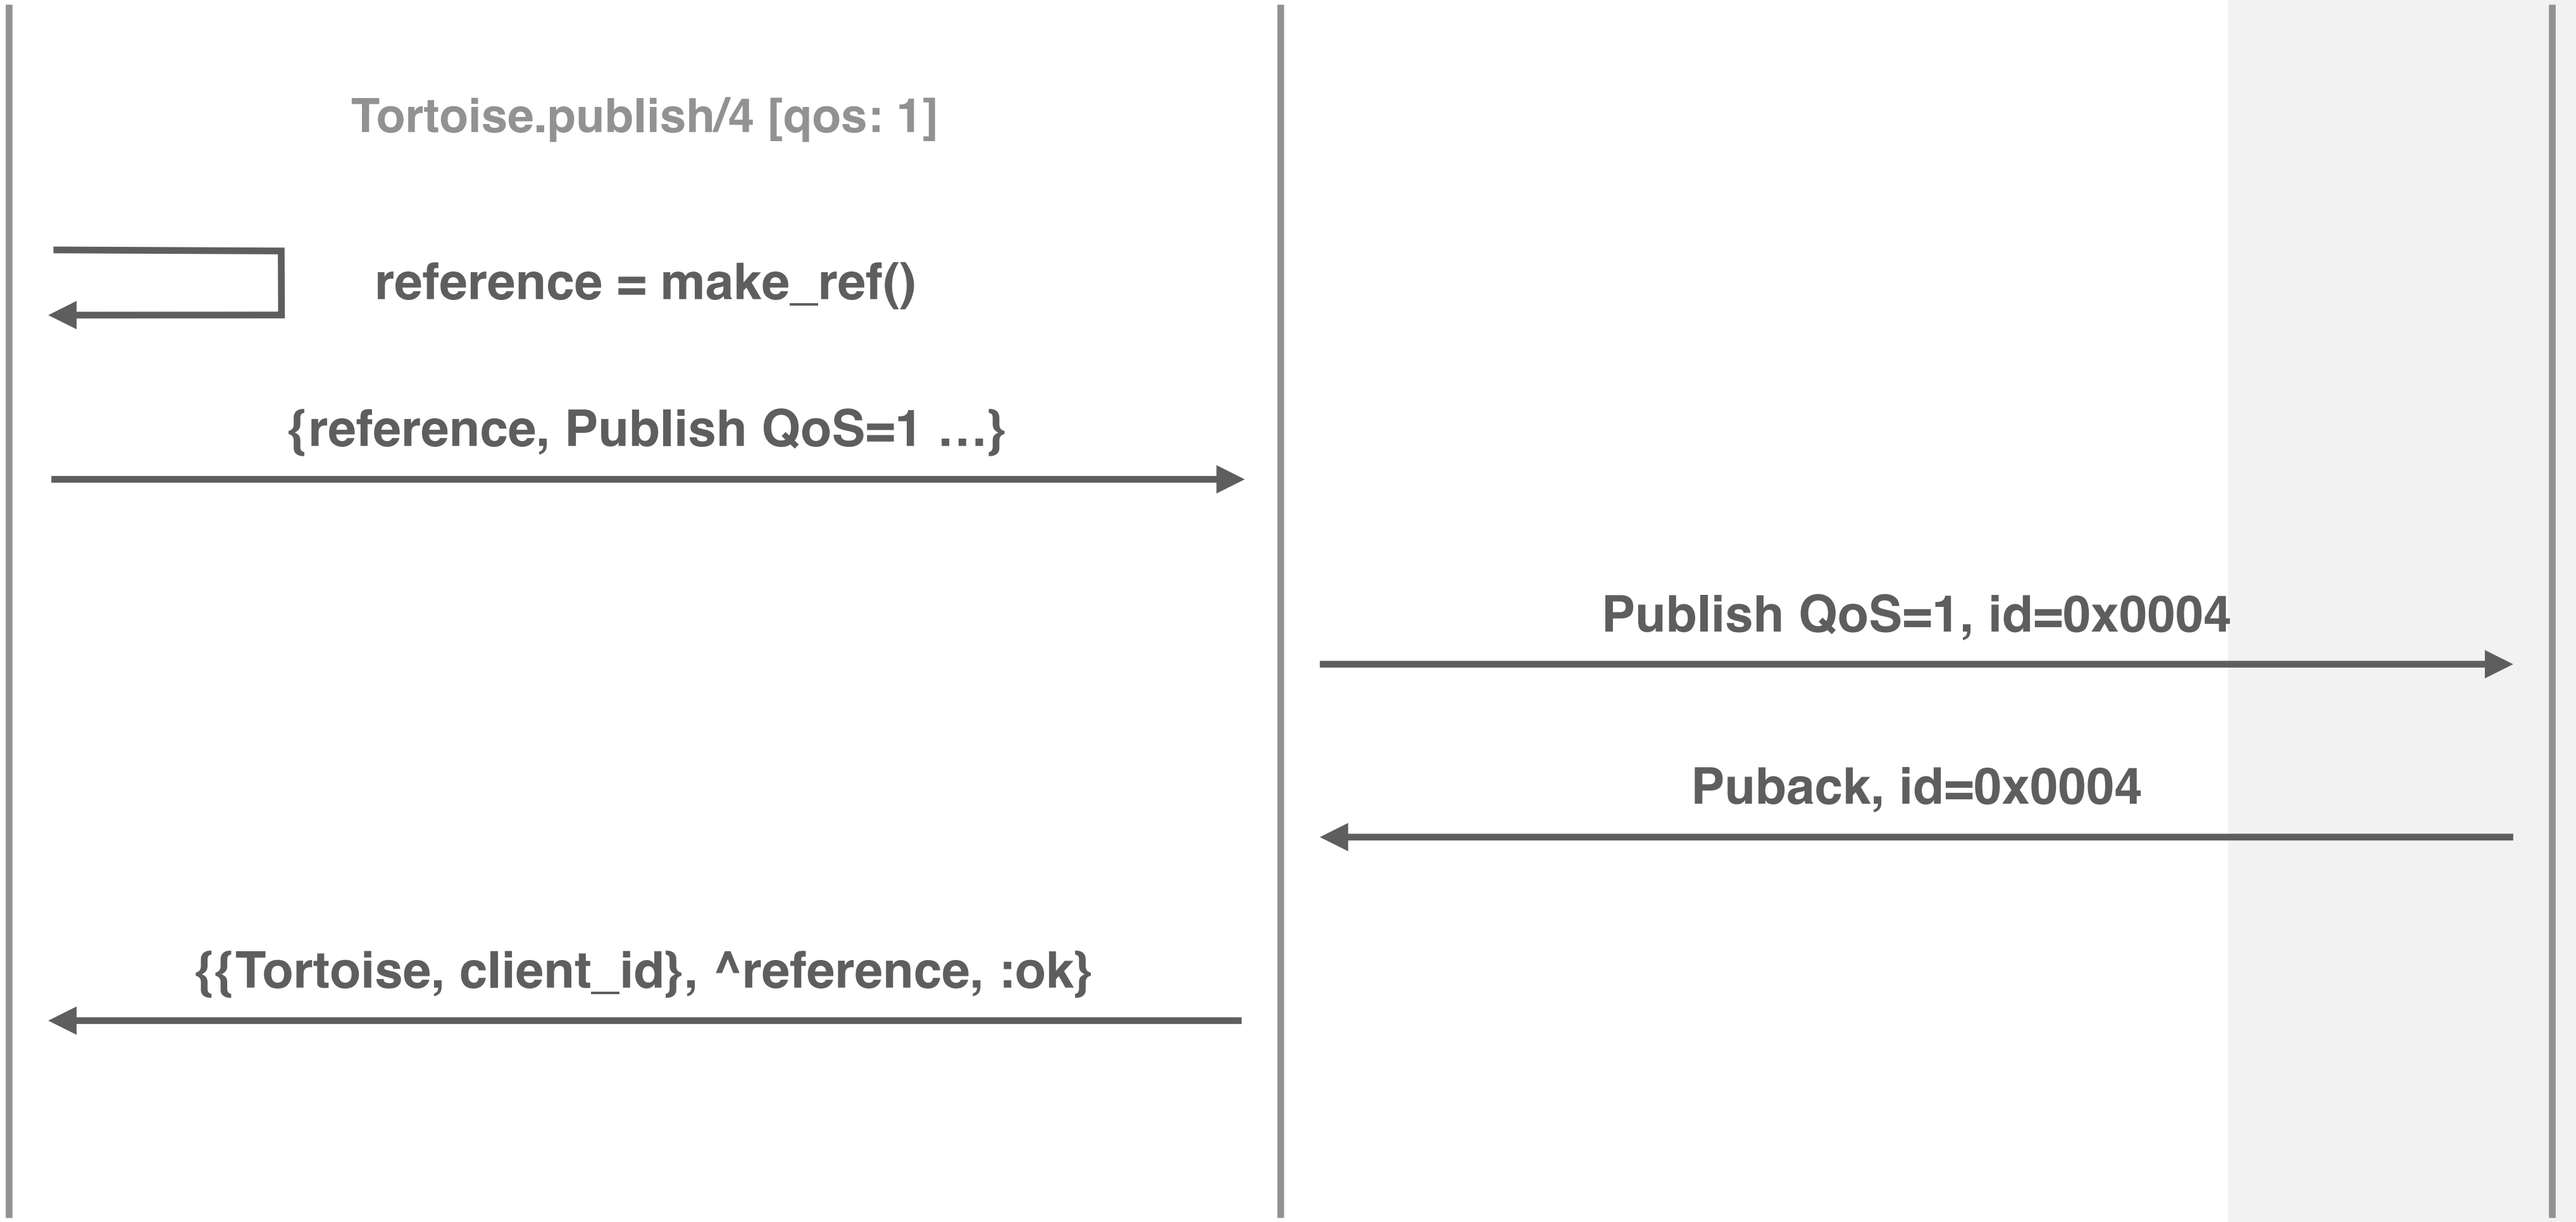 Tortoise.publish/4 [qos: 1]
reference = make_ref()
{reference, Publish QoS=1 …}
Publish QoS=1, id=0x0004
Puback, id=0x0004
{{Tortoise, client_id}, ^reference, :ok}